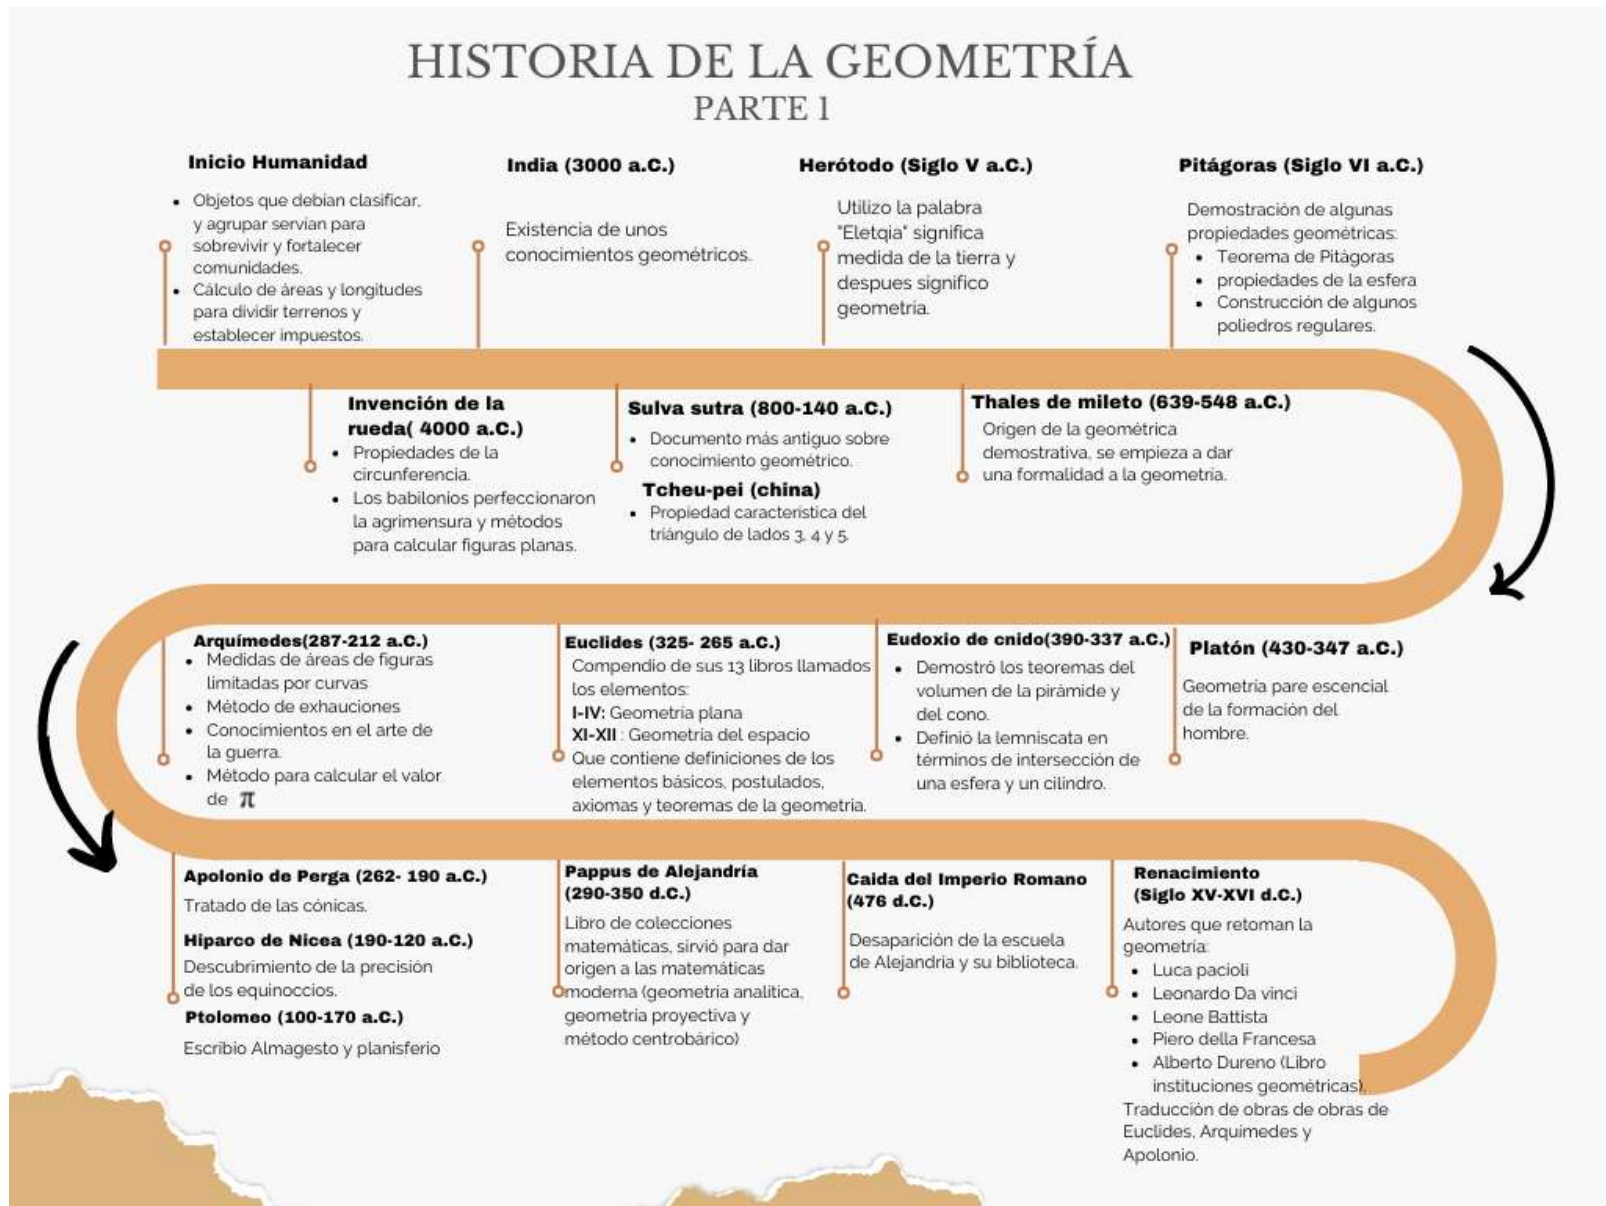 HISTORIA DE LA GEOMETRÍA
PARTE 1
Inicio Humanidad
• Objetos que debian clasificar,
y agrupar servian para
sobrevivir y fortalecer
comunidades.
• Cálculo de áreas y longitudes
para dividir terrenos y
establecer impuestos.
India (3000 a.C.)
Existencia de unos
conocimientos geométricos.
Herótodo (Siglo V a.C.)
Utilizo la palabra
"Eletqia" significa
medida de la tierra y
despues significo
geometria.
Pitágoras (Siglo VI a.C.)
Demostración de algunas
propiedades geométricas:
• Teorema de Pitágoras
• propiedades de la esfera
• Construcción de algunos
poliedros regulares.
Invención de la
rueda( 4000 a.C.)
• Propiedades de la
circunferencia.
• Los babilonios perfeccionaron
la agrimensura y métodos
para calcular figuras planas.
Sulva sutra (800-140 a.C.)
• Documento más antiguo sobre
conocimiento geométrico.
Tcheu-pei (china)
• Propiedad característica del
triángulo de lados 3, 4 y 5.
Thales de mileto (639-548 a.C.)
Origen de la geométrica
demostrativa, se empieza a dar
una formalidad a la geometría.
Arquímedes(287-212 a.C.)
• Medidas de áreas de figuras
limitadas por curvas
• Método de exhauciones
• Conocimientos en el arte de
la guerra.
• Método para calcular el valor
de π
Euclides (325- 265 a.C.)
Compendio de sus 13 libros llamados
los elementos:
I-IV: Geometría plana
XI-XII : Geometría del espacio
Que contiene definiciones de los
elementos básicos, postulados,
axiomas y teoremas de la geometría.
Eudoxio de cnido(390-337 a.C.)
• Demostró los teoremas del
volumen de la pirámide y
del cono.
• Definió la lemniscata en
términos de intersección de
una esfera y un cilindro.
Platón (430-347 a.C.)
Geometría pare escencial
de la formación del
hombre.
Apolonio de Perga (262- 190 a.C.)
Tratado de las cónicas.
Hiparco de Nicea (190-120 a.C.)
Descubrimiento de la precisión
de los equinoccios.
Ptolomeo (100-170 a.C.)
Escribio Almagesto y planisferio
Pappus de Alejandría
(290-350 d.C.)
Libro de colecciones
matemáticas, sirvió para dar
origen a las matemáticas
moderna (geometría analítica,
geometría proyectiva y
método centrobárico)
Caida del Imperio Romano
(476 d.C.)
Desaparición de la escuela
de Alejandría y su biblioteca.
Renacimiento
(Siglo XV-XVI d.C.)
Autores que retoman la
geometría:
• Luca pacioli
• Leonardo Da vinci
• Leone Battista
• Piero della Francesa
• Alberto Dureno (Libro
instituciones geométricas).
Traducción de obras de obras de
Euclides, Arquimedes y
Apolonio.